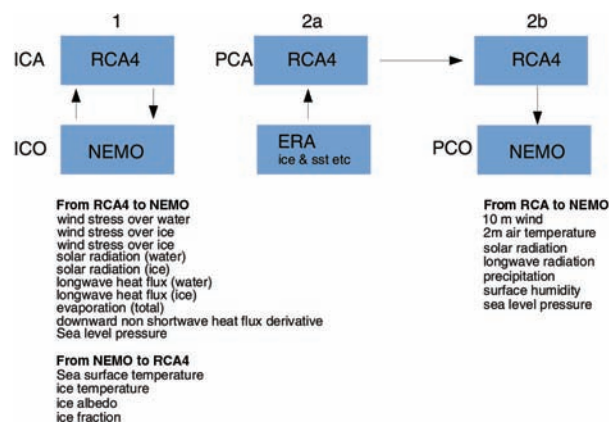 1
2a
2b
ICA
RCA4
PCA
RCA4
RCA4
ICO
NEMO
ERA
ice & sst etc
PCO
NEMO
From RCA4 to NEMO
wind stress over water
wind stress over ice
wind stress over ice
solar radiation (water)
solar radiation (ice)
longwave heat flux (water)
longwave heat flux (ice)
evaporation (total)
downward non shortwave heat flux derivative
Sea level pressure
From NEMO to RCA4
Sea surface temperature
ice temperature
ice albedo
ice fraction
From RCA to NEMO
10 m wind
2m air temperature
solar radiation
longwave radiation
precipitation
surface humidity
sea level pressure